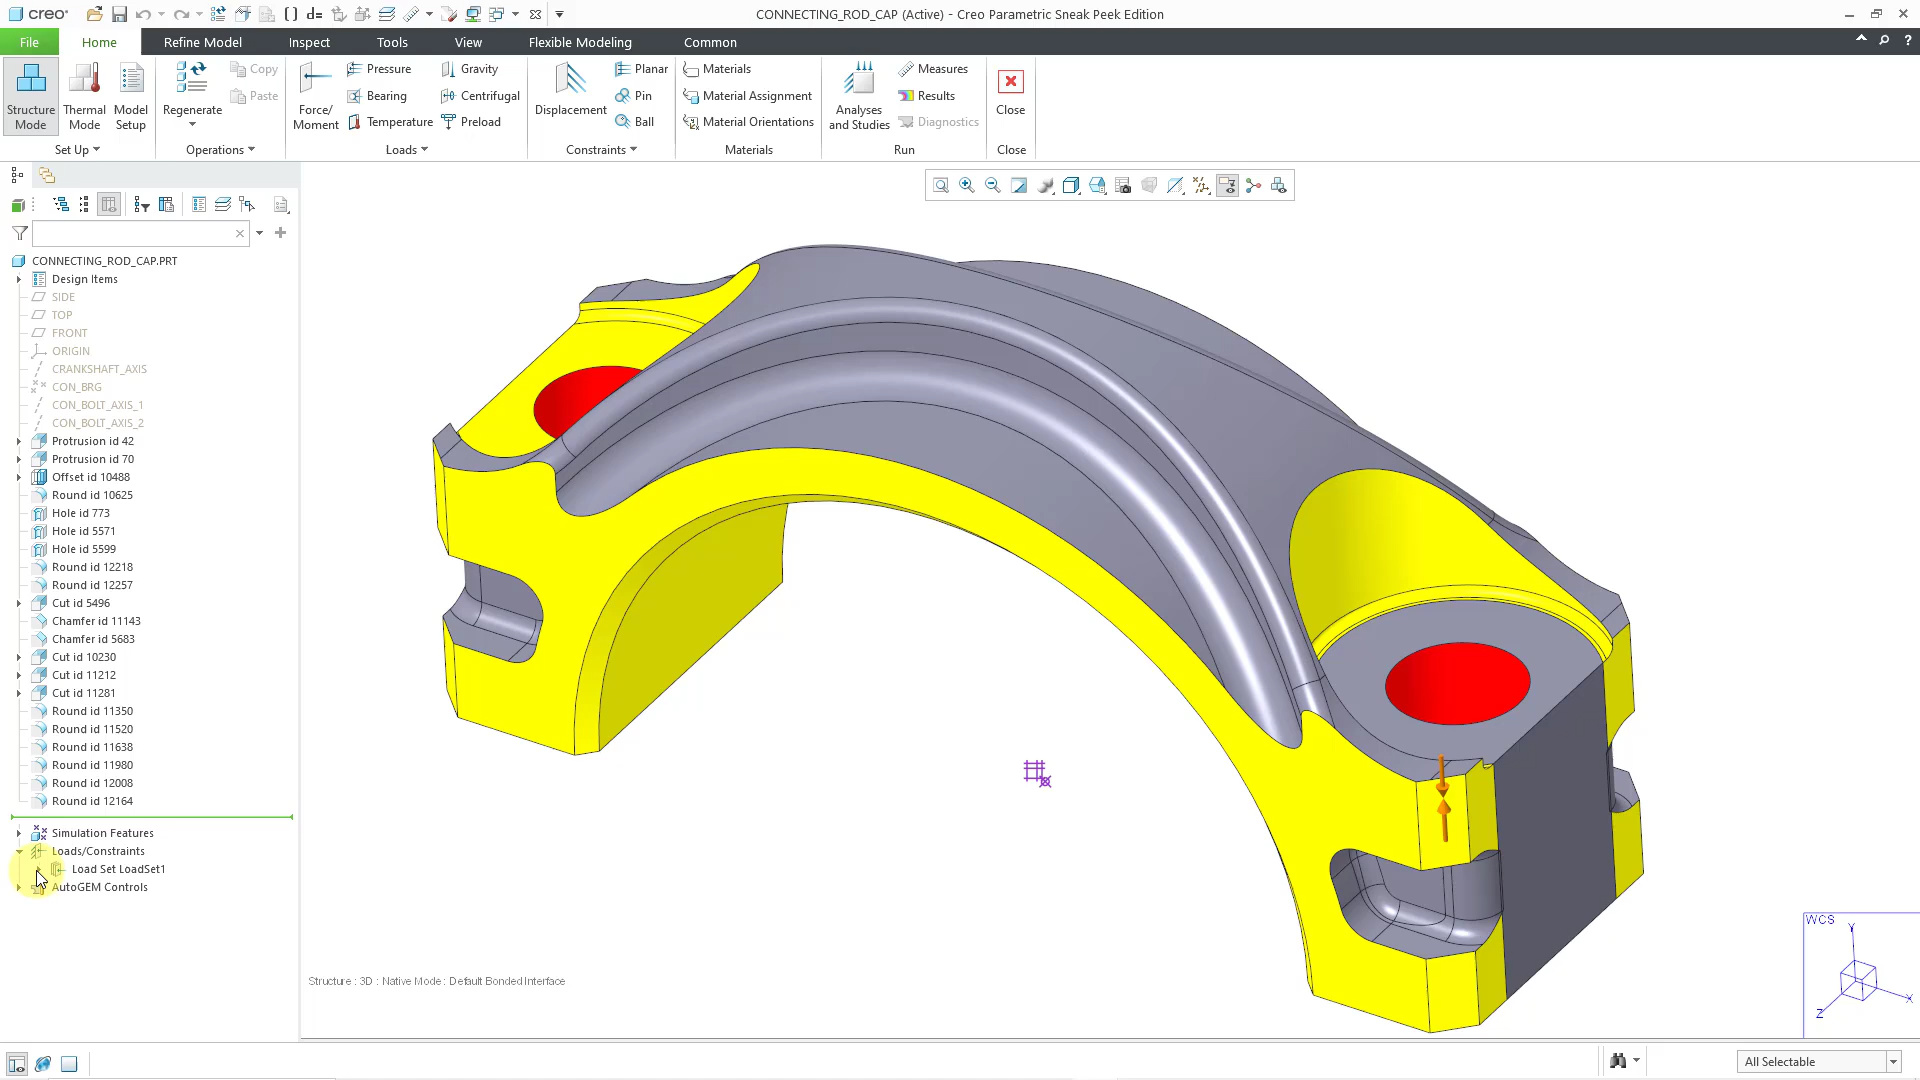 creo
d=
CONNECTING_ROD_CAP (Active) - Creo Parametric Sneak Peek Edition
File
Home
Refine Model
Inspect
Tools
View
Flexible Modeling
Common
Structure Mode
Thermal Mode
Model Setup
Set Up
Regenerate
Copy
Paste
Operations
Force/ Moment
Pressure
Bearing
Temperature
Gravity
Centrifugal
Preload
Loads
Displacement
Planar
Pin
Ball
Constraints
Materials
Material Assignment
Material Orientations
Materials
Analyses and Studies
Measures
Results
Diagnostics
Run
Close
Close
CONNECTING_ROD_CAP.PRT
Design Items
SIDE
TOP
FRONT
ORIGIN
CRANKSHAFT_AXIS
CON_BRG
CON_BOLT_AXIS_1
CON_BOLT_AXIS_2
Protrusion id 42
Protrusion id 70
Offset id 10488
Round id 10625
Hole id 773
Hole id 5571
Hole id 5599
Round id 12218
Round id 12257
Cut id 5496
Chamfer id 11143
Chamfer id 5683
Cut id 10230
Cut id 11212
Cut id 11281
Round id 11350
Round id 11520
Round id 11638
Round id 11980
Round id 12008
Round id 12164
Simulation Features
Loads/Constraints
Load Set LoadSet1
AutoGEM Controls
Structure : 3D : Native Mode : Default Bonded Interface
WCS
Y
X
Z
All Selectable